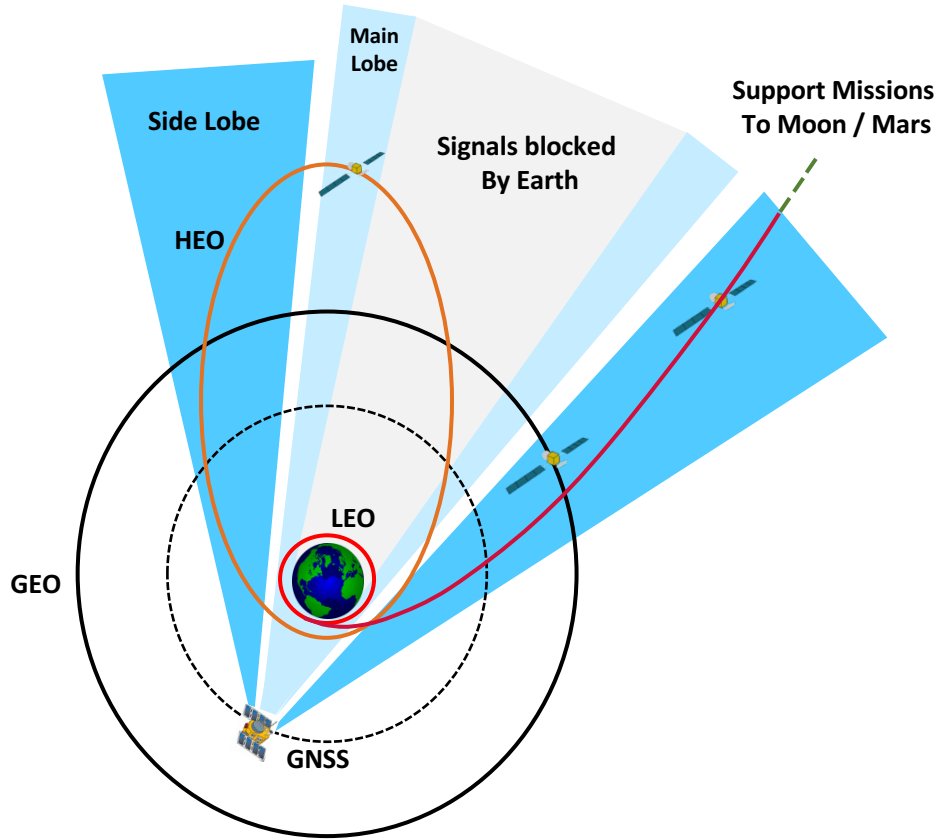 Main
Lobe
Side Lobe
Support Missions
To Moon / Mars
Signals blocked
By Earth
HEO
LEO
GEO
GNSS